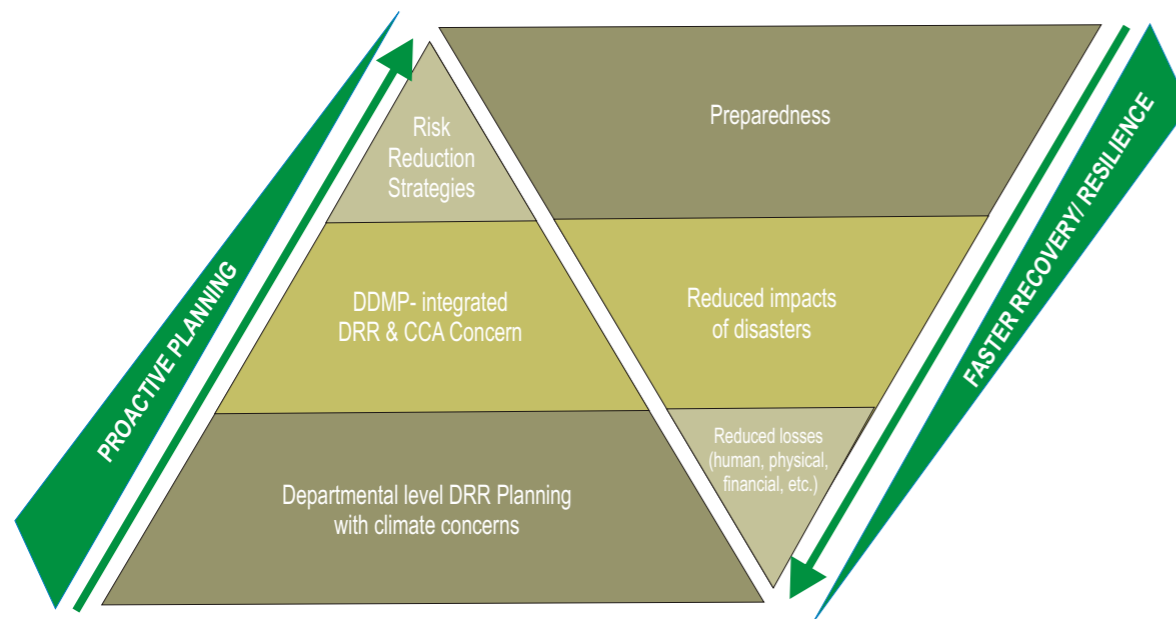 PROACTIVE PLANNING
Risk
Reduction
Strategies
DDMP- integrated
DRR & CCA Concern
Departmental level DRR Planning
with climate concerns
Preparedness
Reduced impacts
of disasters
Reduced losses
(human, physical,
financial, etc.)
FASTER RECOVERY/ RESILIENCE